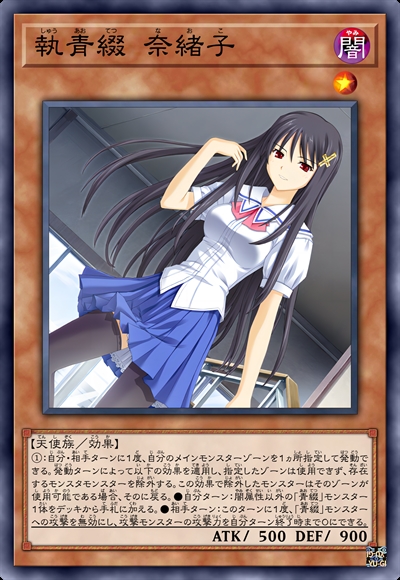 執青綴 奈緒子
闇
【天使族／効果】
①：自分・相手ターンに1度、自分のメインモンスターゾーンを1ヵ所指定して発動で
きる。発動ターンによって以下の効果を適用し、指定したゾーンは使用できず、存在
するモンスタモンスターを除外する。この効果で除外したモンスターはそのゾーンが
使用可能である場合、その に戻る。●自分ターン：闇属性以外の「青綴」モンスター
1体をデッキから手札に加える。●相手ターン：このターンに1度、「青綴」モンスター
への攻撃を無効にし、攻撃モンスターの攻撃力を自分ターン終了時まで0にできる。
ATK/ 500 DEF/ 900